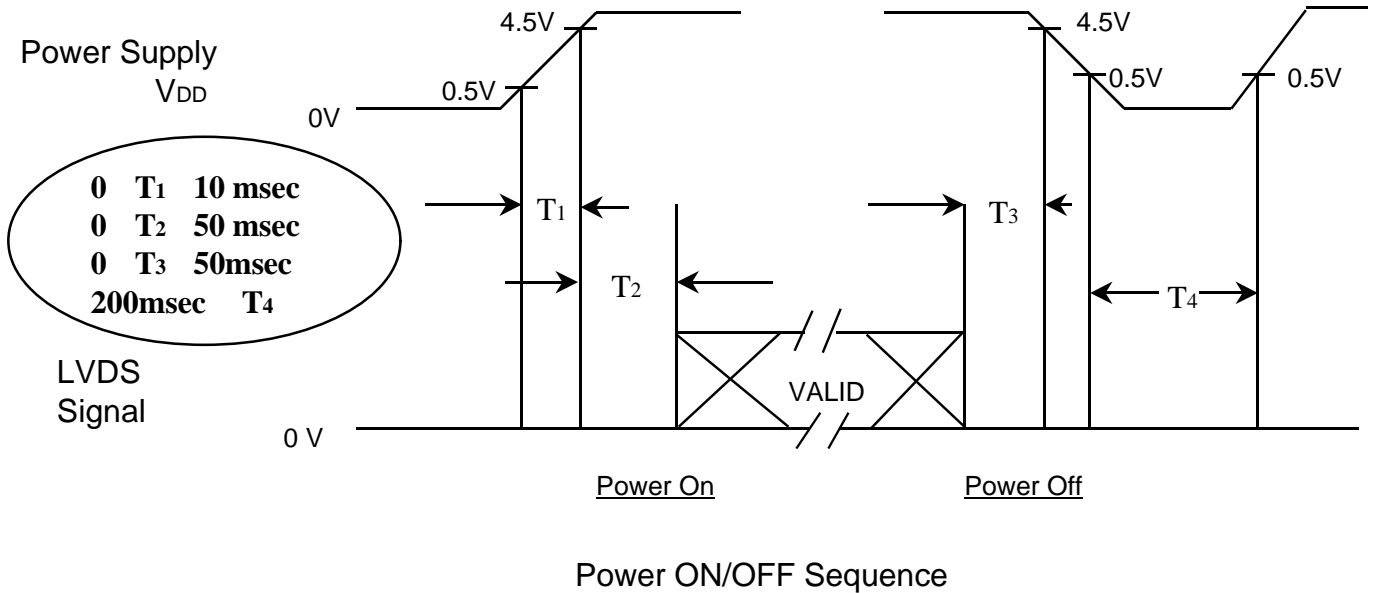 4.5V
4.5V
Power Supply
VDD
0.5V
0.5V
0.5V
0V
0 T1 10 msec
0 T2 50 msec
0 T3 50msec
200msec T4
T1
T3
T2
T4
LVDS
Signal
VALID
0 V
Power On
Power Off
Power ON/OFF Sequence